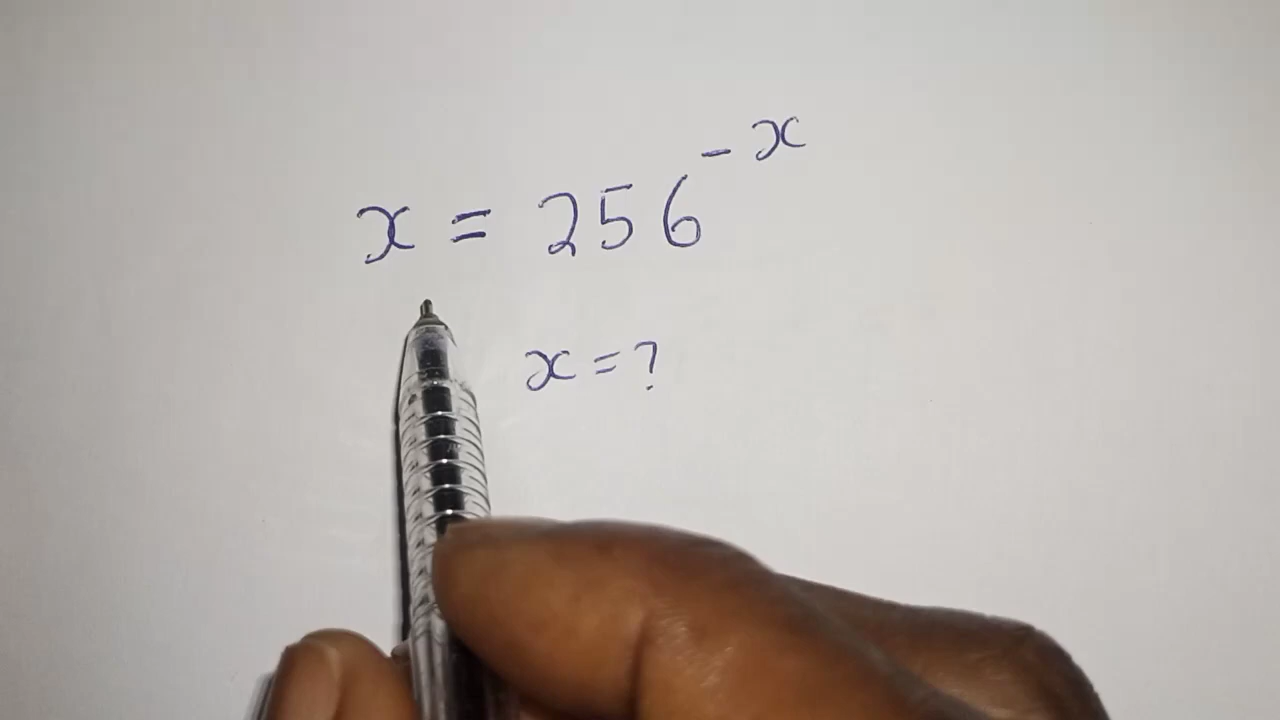 x = 256^{-x}
x = ?